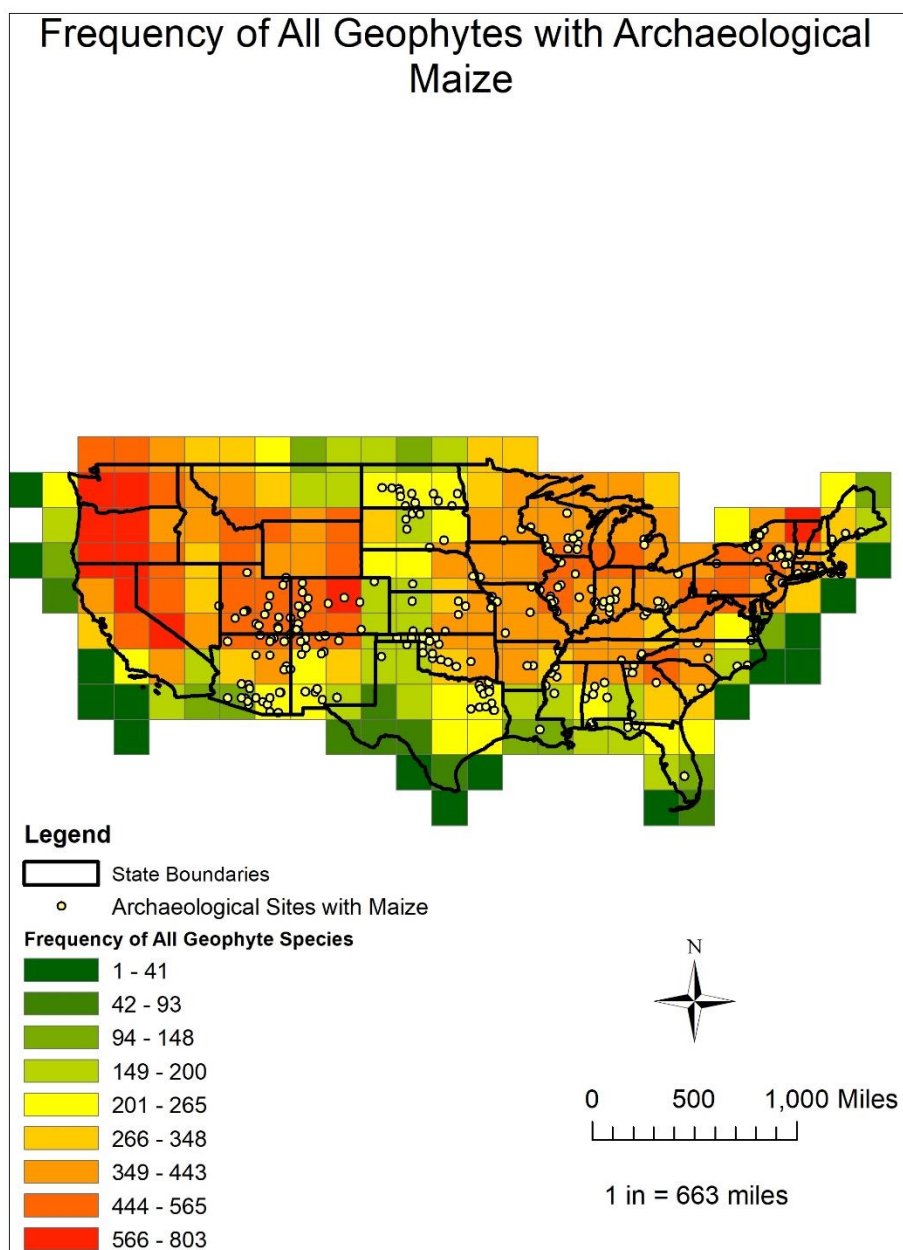 Frequency of All Geophytes with Archaeological
Maize
Legend
State Boundaries
Archaeological Sites with Maize
Frequency of All Geophyte Species
1 - 41
42 - 93
94 - 148
149 - 200
201 - 265
266 - 348
349 - 443
444 - 565
566 - 803
N
0 500 1,000 Miles
1 in = 663 miles